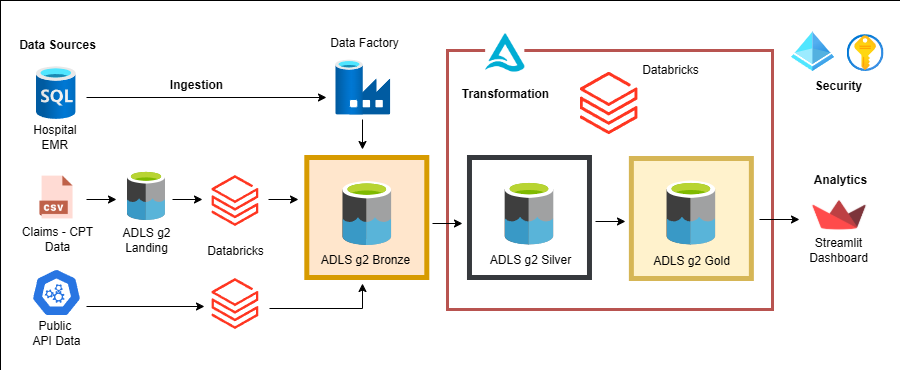 Data Sources
Data Factory
Ingestion
SQL
Hospital
EMR
Transformation
Databricks
Security
CSV
Claims - CPT
Data
ADLS g2
Landing
Databricks
ADLS g2 Bronze
ADLS g2 Silver
ADLS g2 Gold
Analytics
Streamlit
Dashboard
Public
API Data